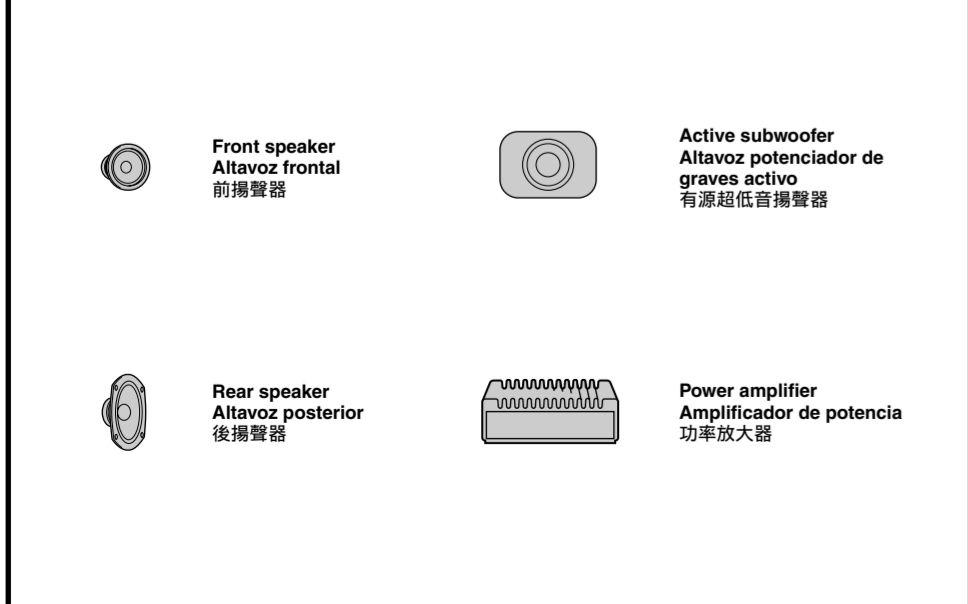 Front speaker
Altavoz frontal
前揚聲器
Active subwoofer
Altavoz potenciador de
graves activo
有源超低音揚聲器
Rear speaker
Altavoz posterior
後揚聲器
Power amplifier
Amplificador de potencia
功率放大器